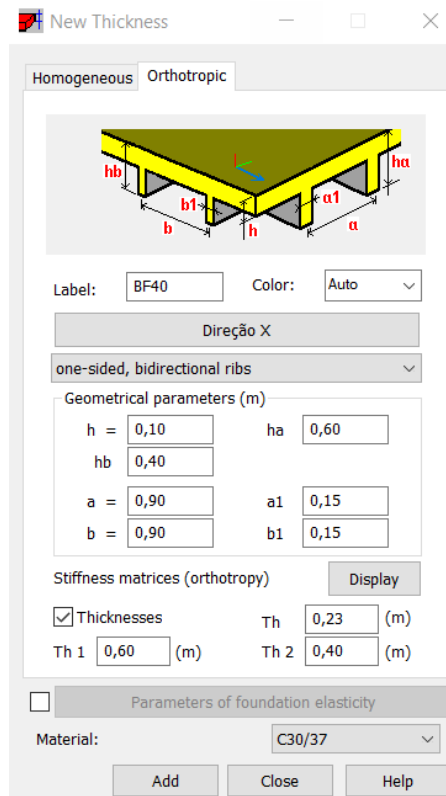 New Thickness
Homogeneous Orthotropic
hb ha
b1 a1
b h a
Label: BF40 Color: Auto
Direção X
one-sided, bidirectional ribs
Geometrical parameters (m)
h = 0,10 ha 0,60
hb 0,40
a = 0,90 a1 0,15
b = 0,90 b1 0,15
Stiffness matrices (orthotropy) Display
Thicknesses Th 0,23 (m)
Th 1 0,60 (m) Th 2 0,40 (m)
Parameters of foundation elasticity
Material: C30/37
Add Close Help